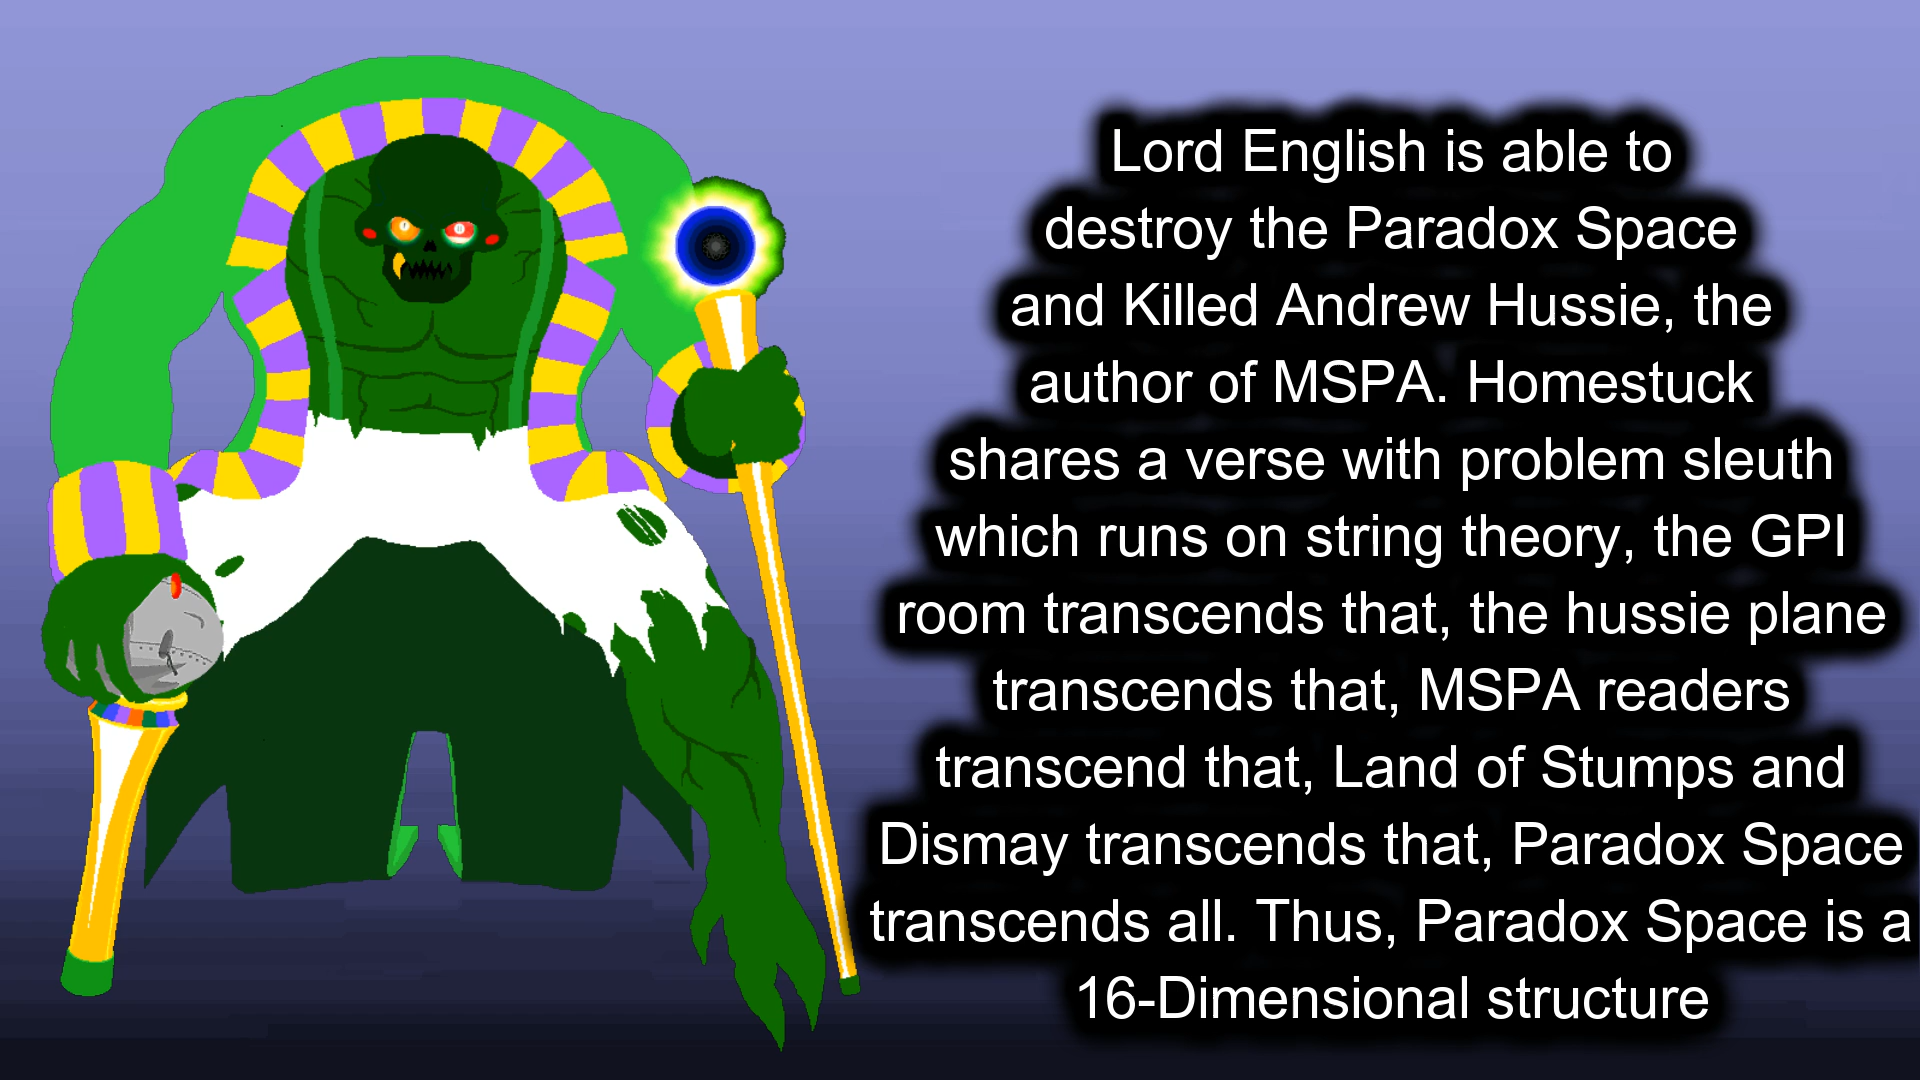 Lord English is able to
destroy the Paradox Space
and Killed Andrew Hussie, the
author of MSPA. Homestuck
shares a verse with problem sleuth
which runs on string theory, the GPI
room transcends that, the hussie plane
transcends that, MSPA readers
transcend that, Land of Stumps and
Dismay transcends that, Paradox Space
transcends all. Thus, Paradox Space is a
16-Dimensional structure